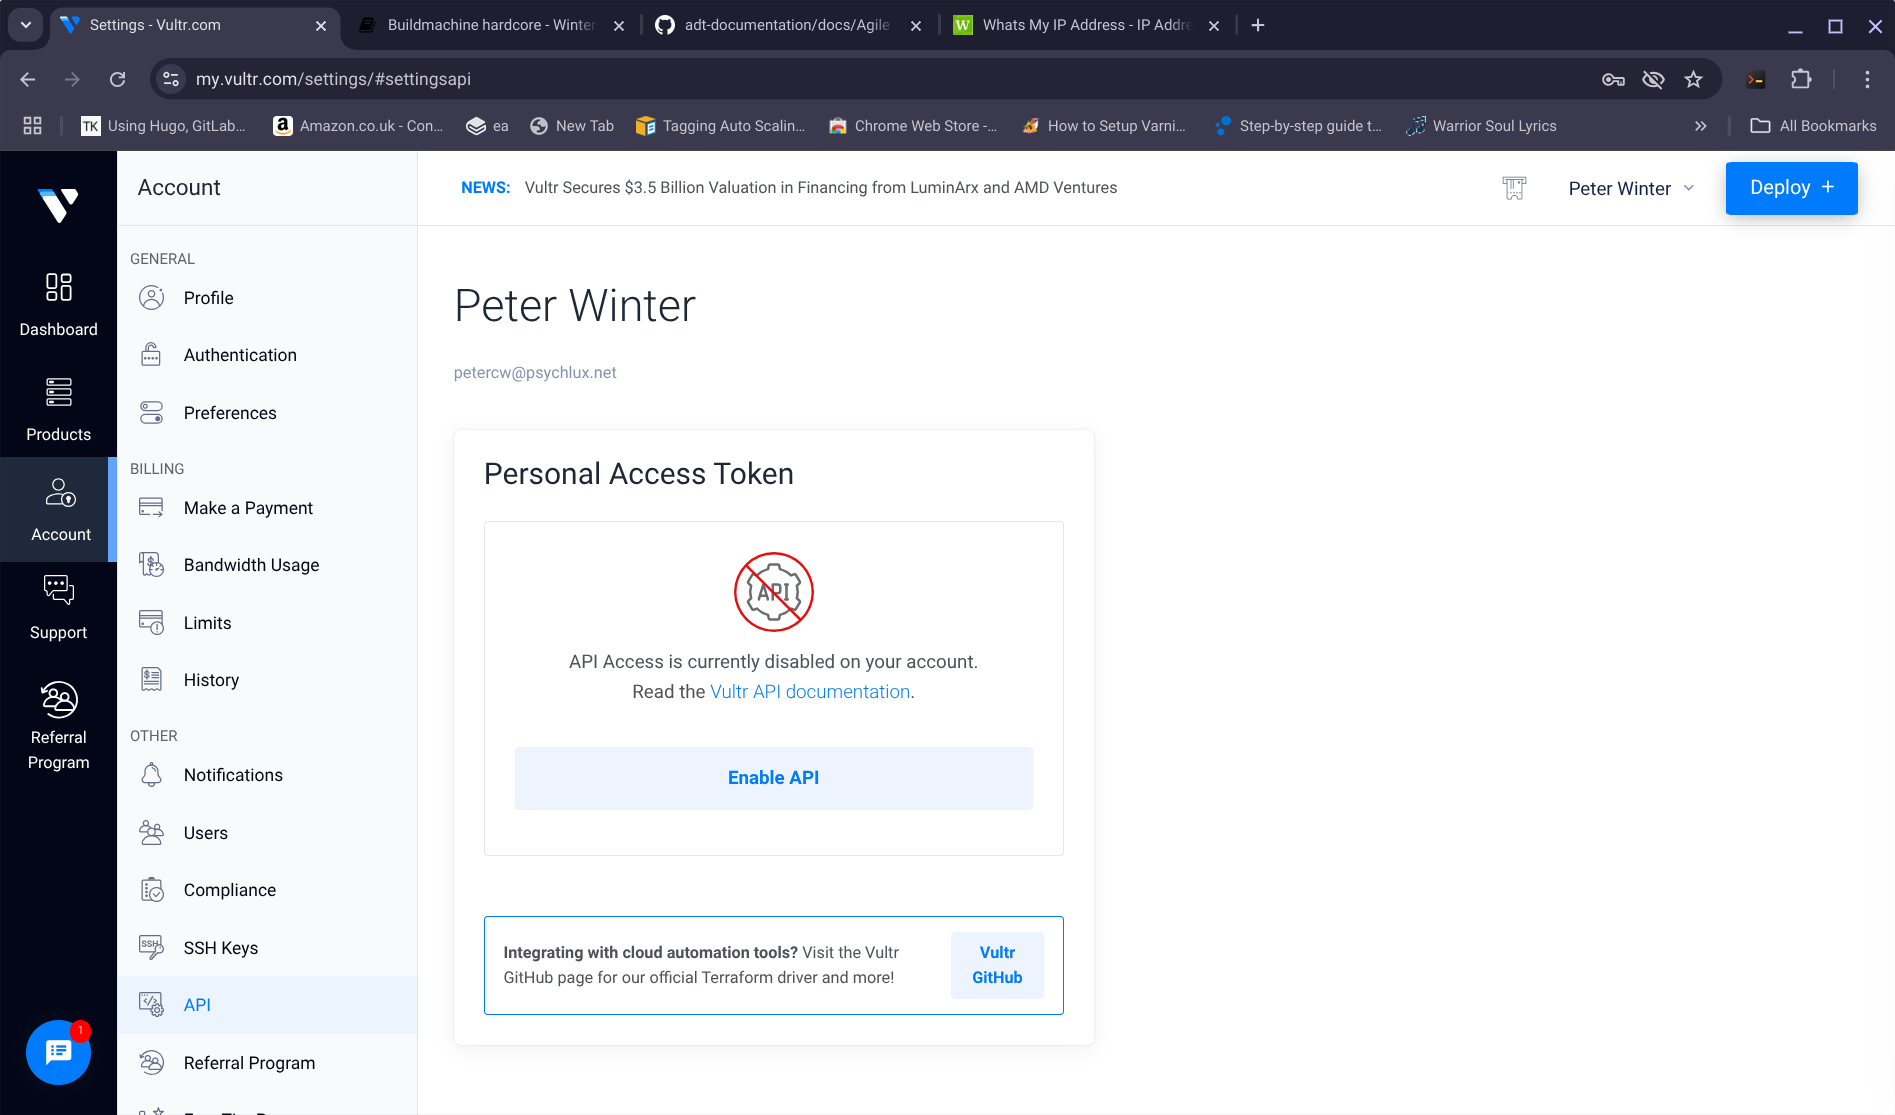 Settings - Vultr.com
Buildmachine hardcore - Winter
adt-documentation/docs/Agile
W
Whats My IP Address - IP Addre
my.vultr.com/settings/#settingsapi
TK Using Hugo, GitLab...
a Amazon.co.uk - Con...
ea
New Tab
Tagging Auto Scalin...
Chrome Web Store -...
How to Setup Varni...
Step-by-step guide t...
Warrior Soul Lyrics
All Bookmarks
Dashboard
Products
Account
Support
Referral
Program
1
Account
GENERAL
Profile
Authentication
Preferences
BILLING
Make a Payment
Bandwidth Usage
Limits
History
OTHER
Notifications
Users
Compliance
SSH
SSH Keys
API
Referral Program
NEWS: Vultr Secures $3.5 Billion Valuation in Financing from LuminArx and AMD Ventures
Peter Winter
Deploy +
Peter Winter
petercw@psychlux.net
Personal Access Token
API
API Access is currently disabled on your account.
Read the Vultr API documentation.
Enable API
Integrating with cloud automation tools? Visit the Vultr
GitHub page for our official Terraform driver and more!
Vultr
GitHub